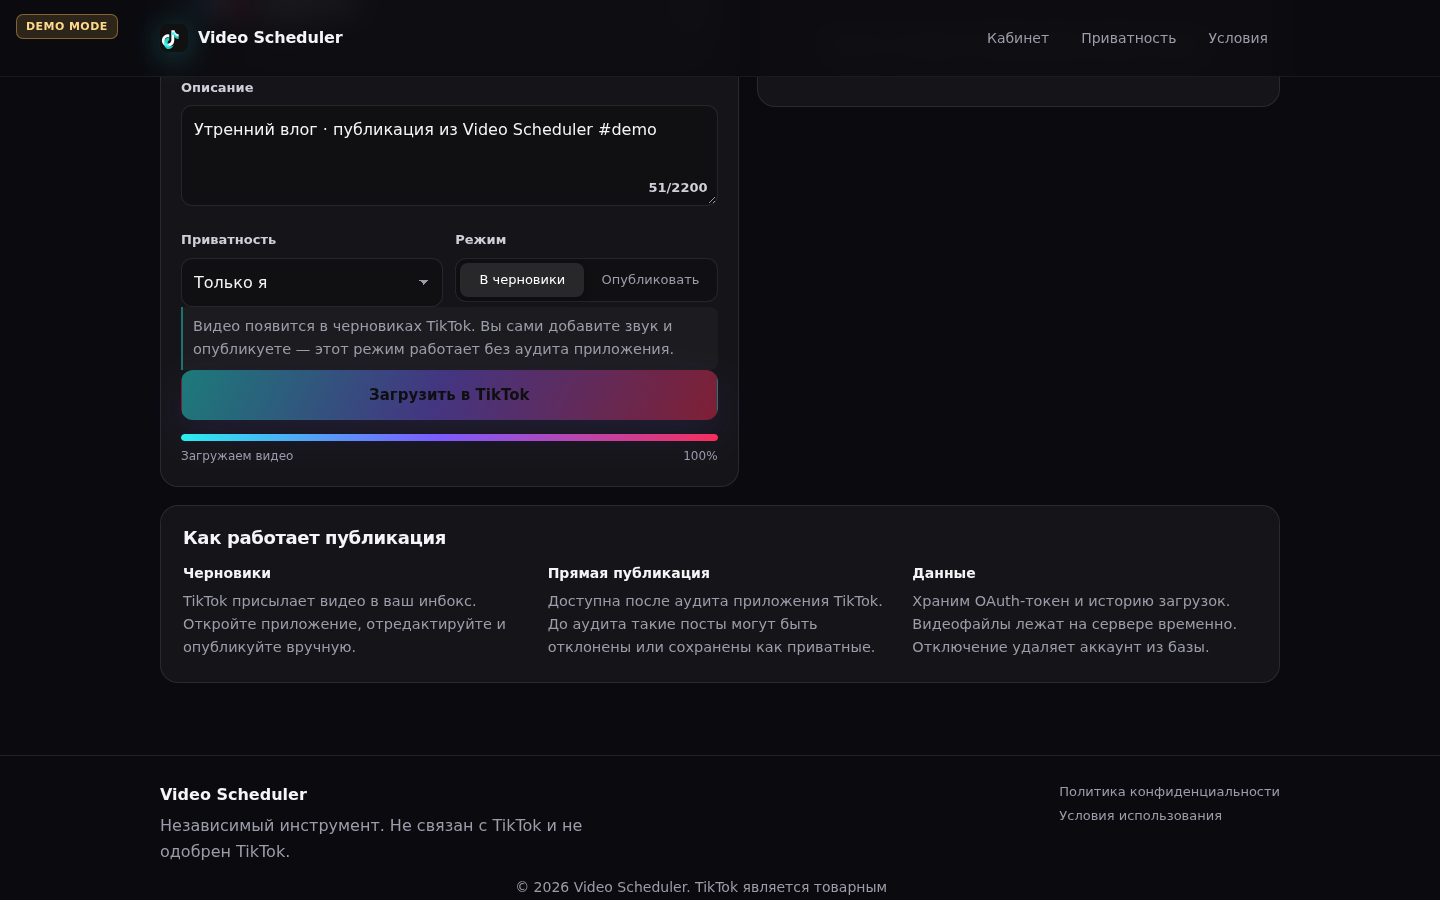 DEMO MODE
Video Scheduler
Кабинет
Приватность
Условия
Описание
Утренний влог · публикация из Video Scheduler #demo
51/2200
Приватность
Режим
Только я
В черновики
Опубликовать
Видео появится в черновиках TikTok. Вы сами добавите звук и
опубликуете — этот режим работает без аудита приложения.
Загрузить в TikTok
Загружаем видео
100%
Как работает публикация
Черновики
TikTok присылает видео в ваш инбокс.
Откройте приложение, отредактируйте и
опубликуйте вручную.
Прямая публикация
Доступна после аудита приложения TikTok.
До аудита такие посты могут быть
отклонены или сохранены как приватные.
Данные
Храним OAuth-токен и историю загрузок.
Видеофайлы лежат на сервере временно.
Отключение удаляет аккаунт из базы.
Video Scheduler
Независимый инструмент. Не связан с TikTok и не
одобрен TikTok.
Политика конфиденциальности
Условия использования
© 2026 Video Scheduler. TikTok является товарным